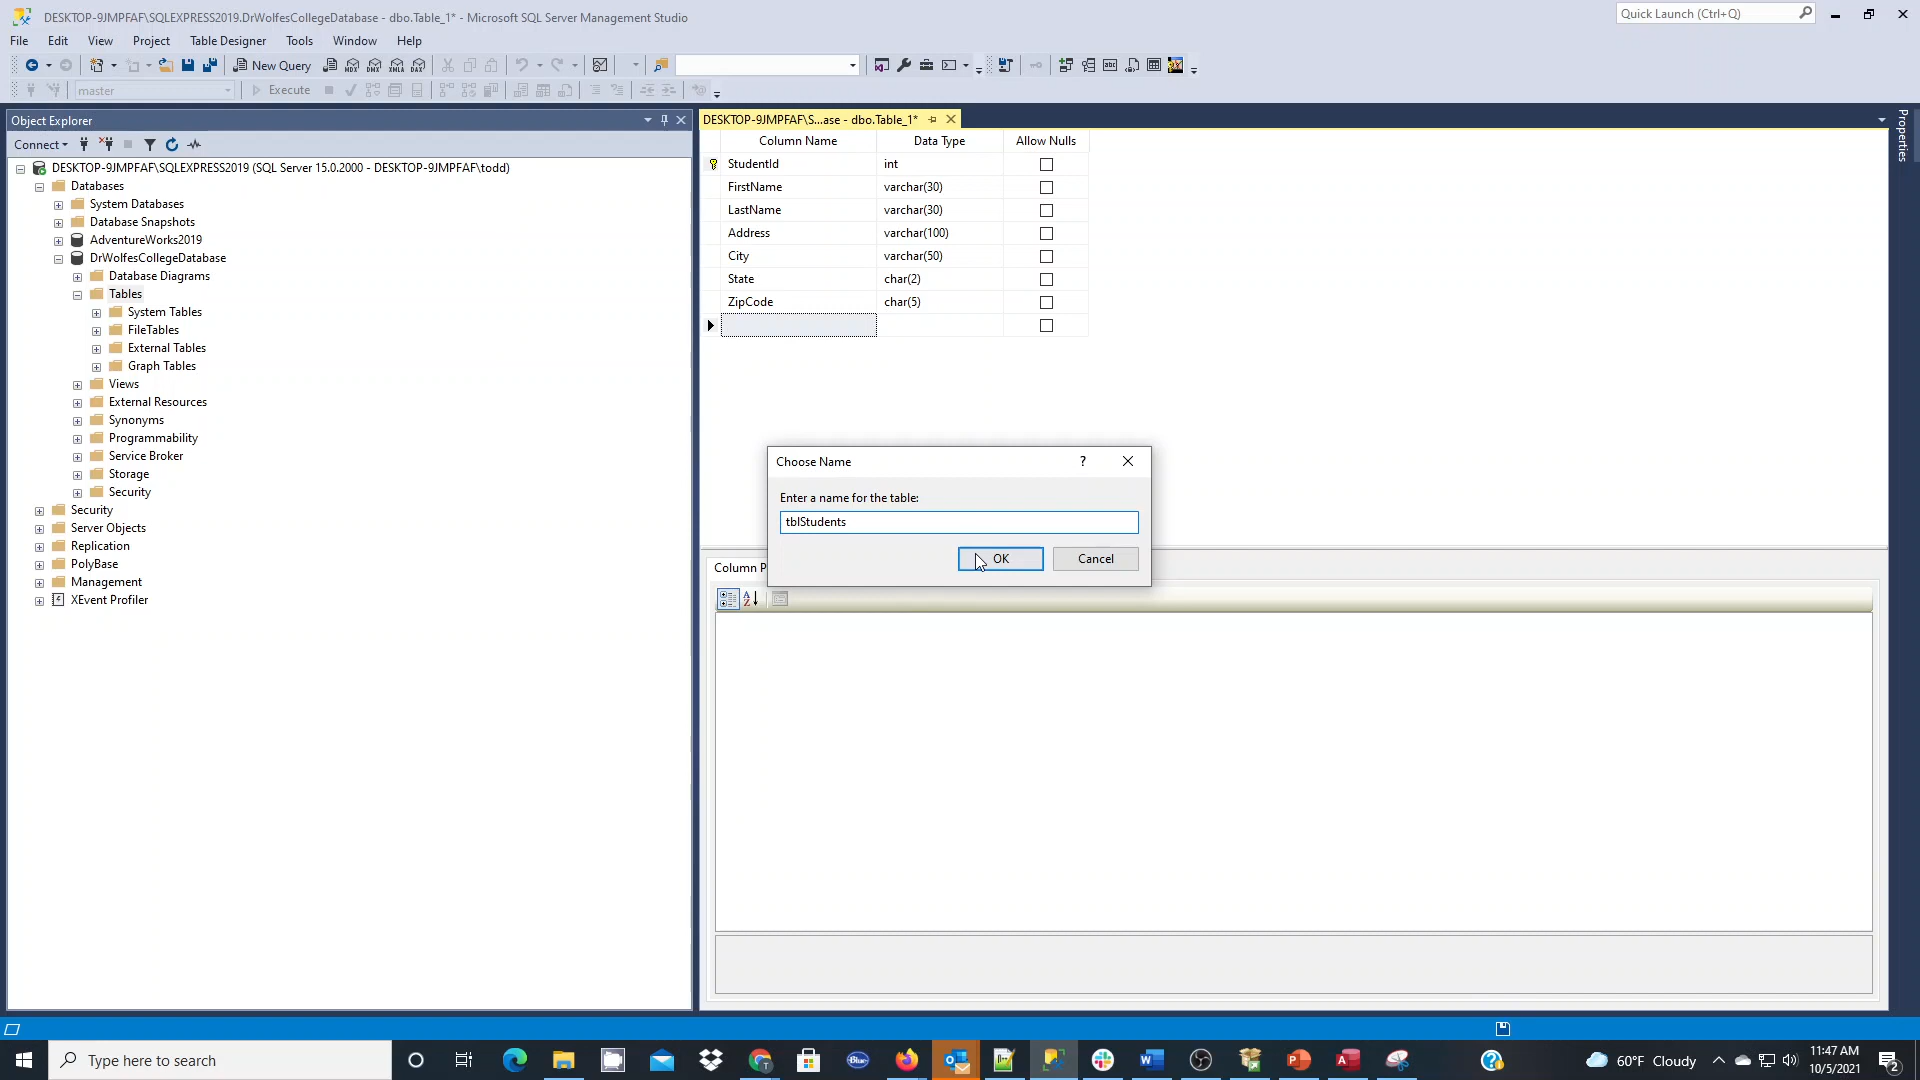 DESKTOP-9JMPFAF\SQLEXPRESS2019.DrWolfesCollegeDatabase - dbo.Table_1* - Microsoft SQL Server Management Studio
Quick Launch (Ctrl+Q)
File Edit View Project Table Designer Tools Window Help
New Query
master
Execute
Object Explorer
DESKTOP-9JMPFAF\S...ase - dbo.Table_1*
Properties
Connect
Column Name Data Type Allow Nulls
DESKTOP-9JMPFAF\SQLEXPRESS2019 (SQL Server 15.0.2000 - DESKTOP-9JMPFAF\todd)
Databases
System Databases
Database Snapshots
AdventureWorks2019
DrWolfesCollegeDatabase
Database Diagrams
Tables
System Tables
FileTables
External Tables
Graph Tables
Views
External Resources
Synonyms
Programmability
Service Broker
Storage
Security
Security
Server Objects
Replication
PolyBase
Management
XEvent Profiler
StudentId int
FirstName varchar(30)
LastName varchar(30)
Address varchar(100)
City varchar(50)
State char(2)
ZipCode char(5)
Choose Name
?
Enter a name for the table:
tblStudents
OK Cancel
Column P
Type here to search
60°F Cloudy
11:47 AM
10/5/2021
2